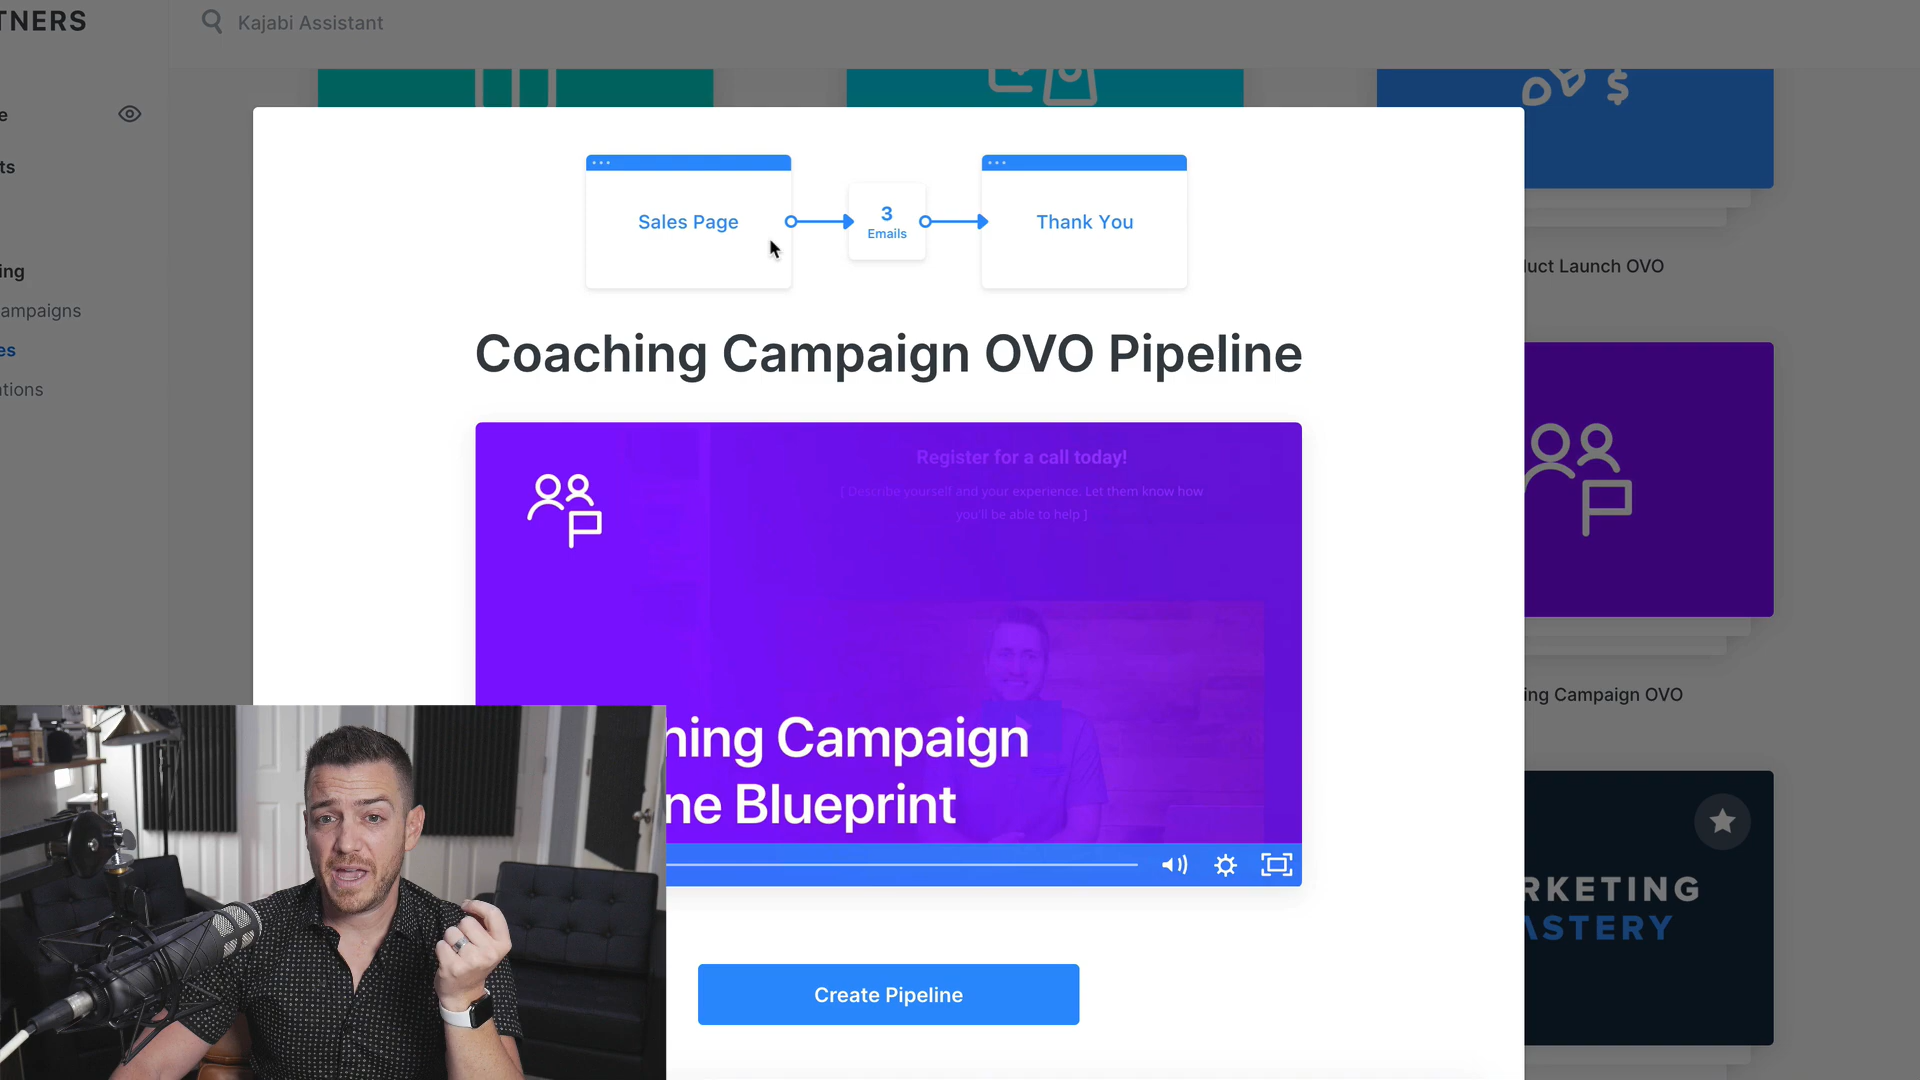 TNERS
Kajabi Assistant
e
ts
ing
ampaigns
es
tions
Sales Page
3
Emails
Thank You
Coaching Campaign OVO Pipeline
Register for a call today!
[ Describe yourself and your experience. Let them know how
you'll be able to help ]
hing Campaign
ne Blueprint
Create Pipeline
$
uct Launch OVO
ing Campaign OVO
RKETING
ASTERY